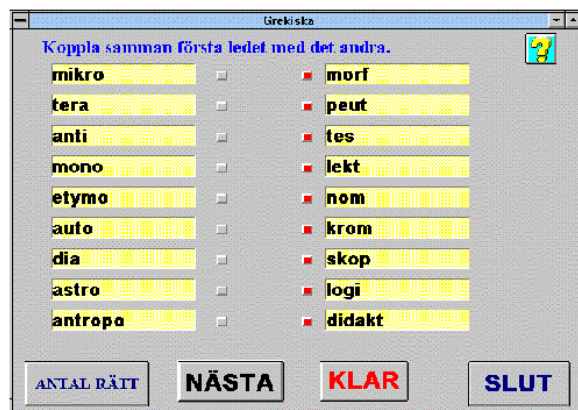 Grekiska
Koppla samman första ledet med det andra.
?
mikro morf
tera peut
anti tes
mono lekt
etymo nom
auto krom
dia skop
astro logi
antropo didakt
ANTAL RÄTT NÄSTA KLAR SLUT